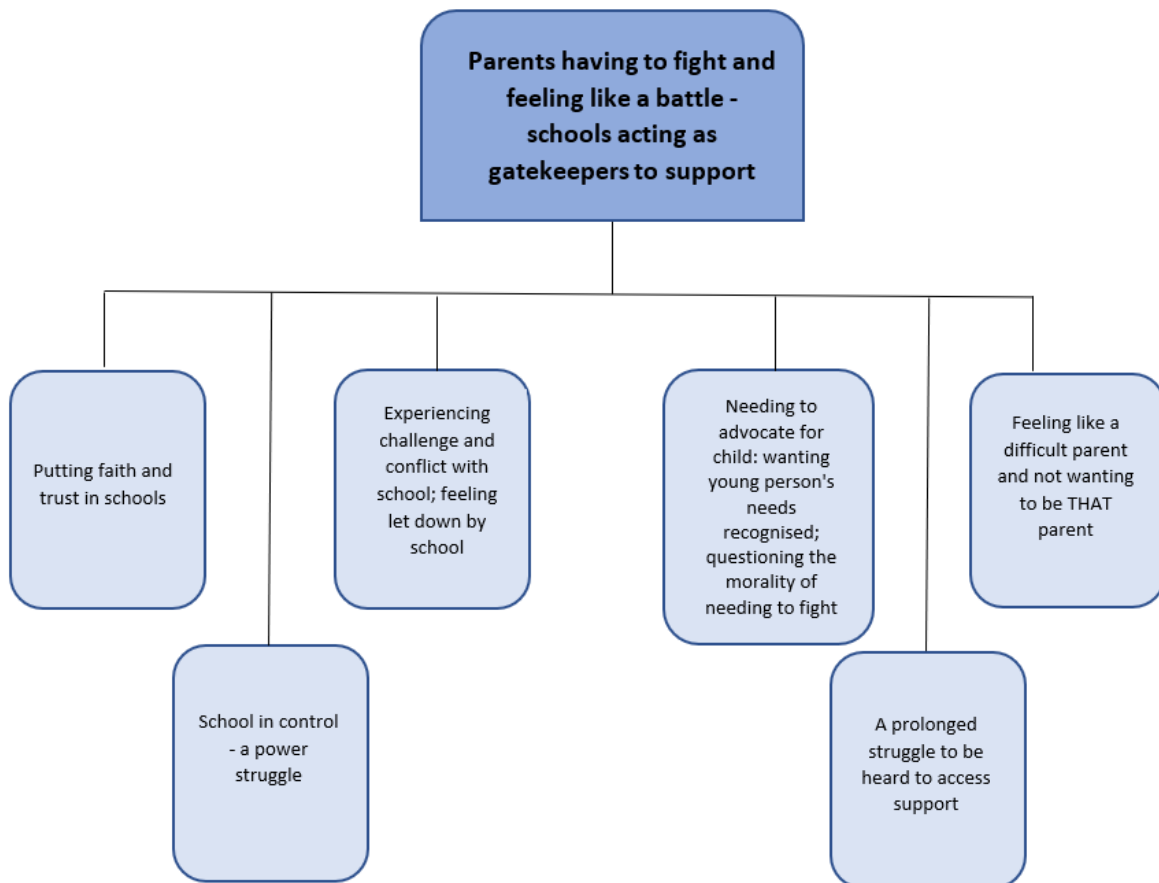 Parents having to fight and
feeling like a battle -
schools acting as
gatekeepers to support
Putting faith and
trust in schools
School in control
- a power
struggle
Experiencing
challenge and
conflict with
school; feeling
let down by
school
Needing to
advocate for
child: wanting
young person's
needs
recognised;
questioning the
morality of
needing to fight
A prolonged
struggle to be
heard to access
support
Feeling like a
difficult parent
and not wanting
to be THAT
parent